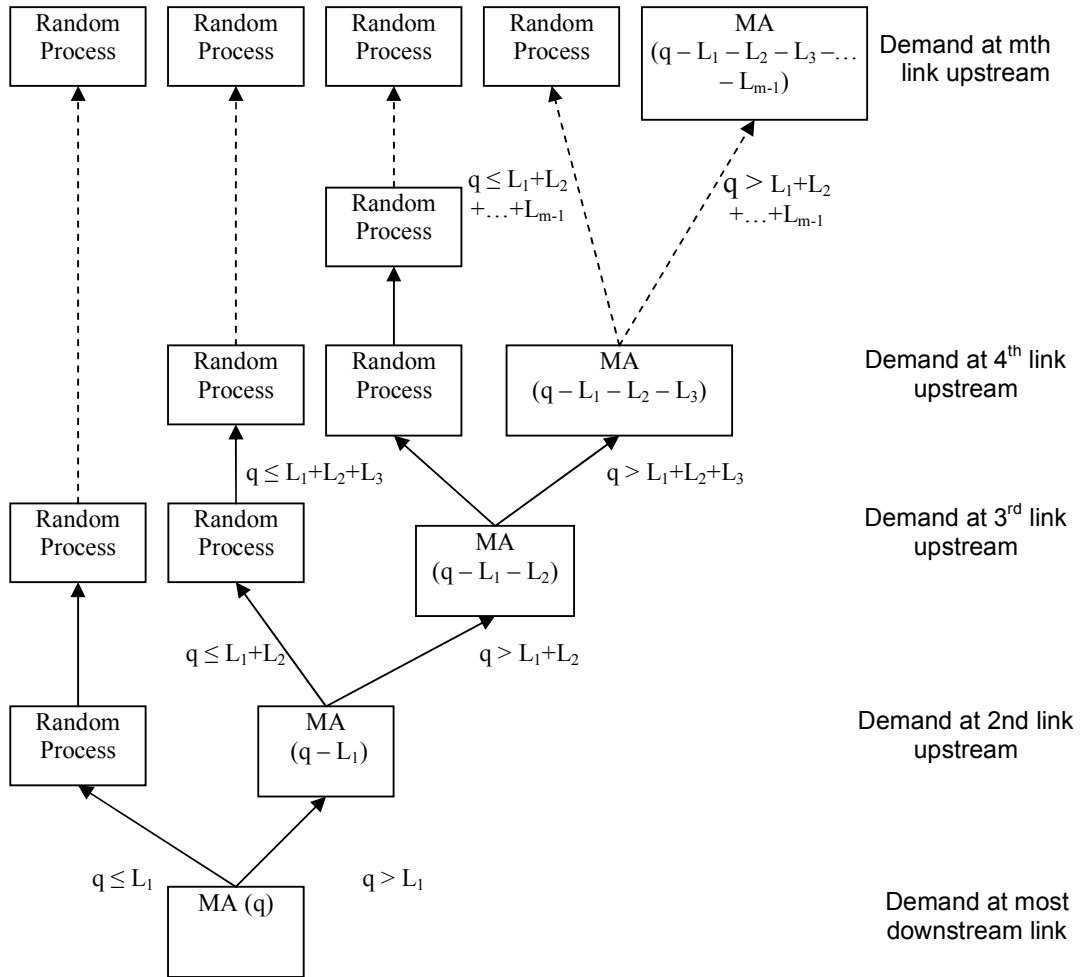 Random
Process
Random
Process
Random
Process
Random
Process
MA
(q – L₁ – L₂ – L₃ –…
– Lₘ₋₁)
Demand at mth
link upstream
q ≤ L₁+L₂
+…+Lₘ₋₁
q > L₁+L₂
+…+Lₘ₋₁
Random
Process
Random
Process
Random
Process
MA
(q – L₁ – L₂ – L₃)
Demand at 4ᵗʰ link
upstream
q ≤ L₁+L₂+L₃
q > L₁+L₂+L₃
Random
Process
Random
Process
MA
(q – L₁ – L₂)
Demand at 3ʳᵈ link
upstream
q ≤ L₁+L₂
q > L₁+L₂
Random
Process
MA
(q – L₁)
Demand at 2nd link
upstream
q ≤ L₁
q > L₁
MA (q)
Demand at most
downstream link